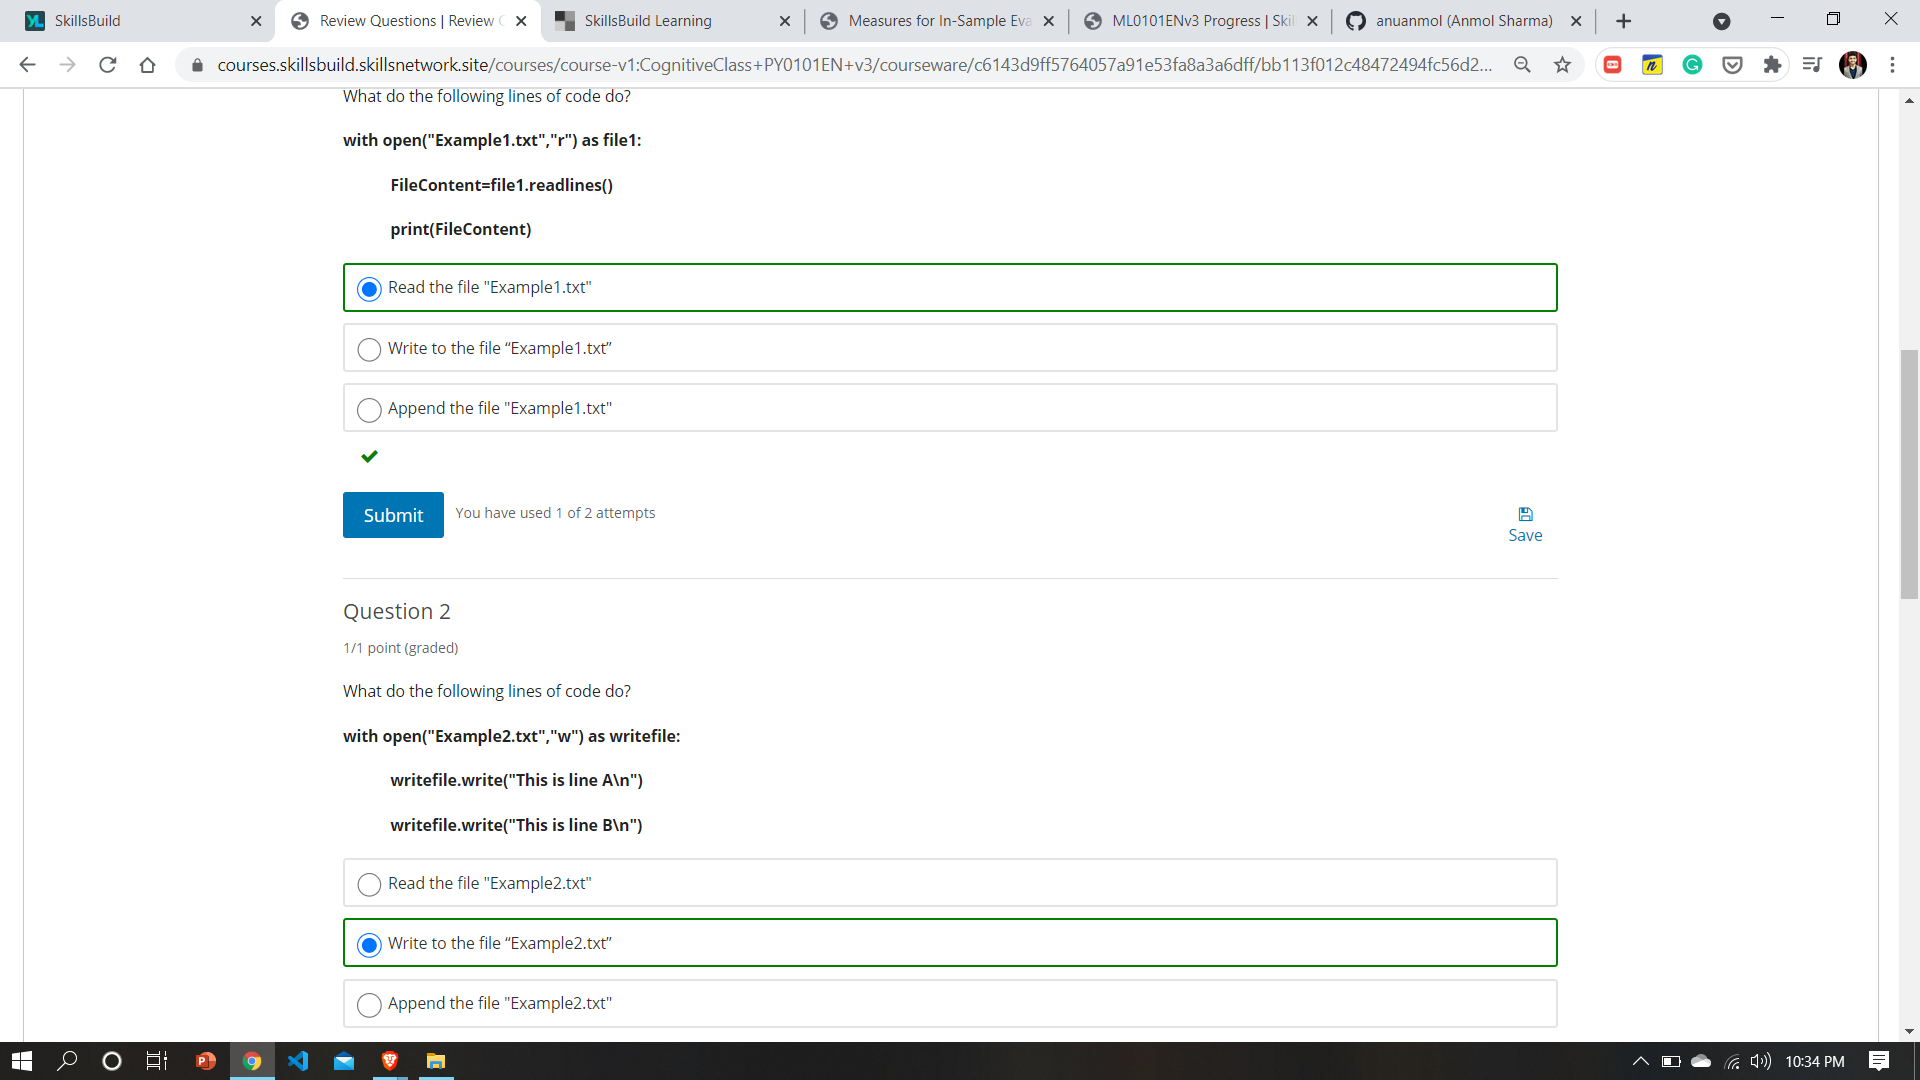 SkillsBuild
Review Questions | Review
SkillsBuild Learning
Measures for In-Sample Eva
ML0101ENv3 Progress | Skil
anuanmol (Anmol Sharma)
courses.skillsbuild.skillsnetwork.site/courses/course-v1:CognitiveClass+PY0101EN+v3/courseware/c6143d9ff5764057a91e53fa8a3a6dff/bb113f012c48472494fc56d2...
What do the following lines of code do?
with open("Example1.txt","r") as file1:
FileContent=file1.readlines()
print(FileContent)
Read the file "Example1.txt"
Write to the file “Example1.txt”
Append the file "Example1.txt"
Submit
You have used 1 of 2 attempts
Save
Question 2
1/1 point (graded)
What do the following lines of code do?
with open("Example2.txt","w") as writefile:
writefile.write("This is line A\n")
writefile.write("This is line B\n")
Read the file "Example2.txt"
Write to the file “Example2.txt”
Append the file "Example2.txt"
10:34 PM